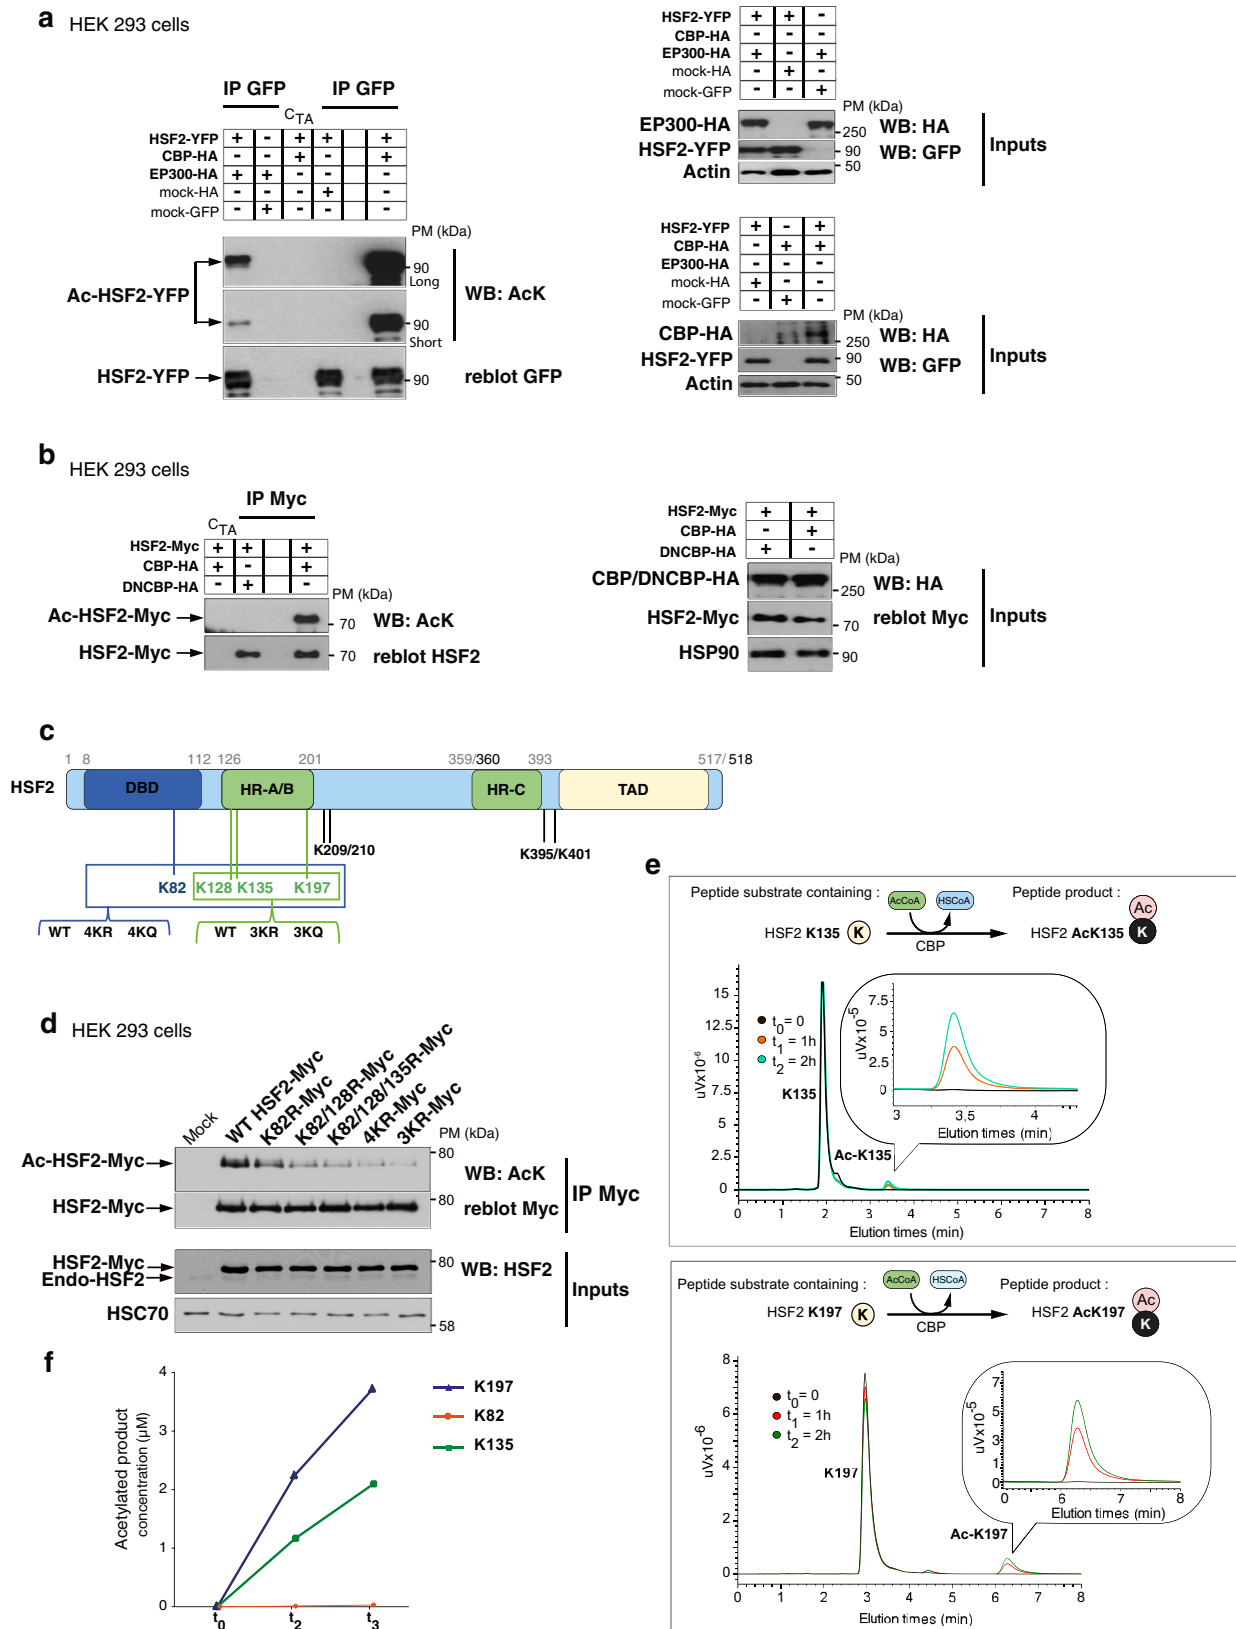 a HEK 293 cells
IP GFP
C TA
IP GFP
HSF2-YFP + - + + +
CBP-HA - - + - +
EP300-HA + + - - -
mock-HA - - - + -
mock-GFP - + - - -
PM (kDa)
Ac-HSF2-YFP
90
Long
90
Short
WB: AcK
HSF2-YFP
90
reblot GFP
HSF2-YFP + + -
CBP-HA - - -
EP300-HA + - +
mock-HA - + -
mock-GFP - - +
PM (kDa)
EP300-HA
250
WB: HA
HSF2-YFP
90
WB: GFP
50
Actin
Inputs
HSF2-YFP + - +
CBP-HA - + +
EP300-HA - - -
mock-HA + - -
mock-GFP - + -
PM (kDa)
CBP-HA
250
WB: HA
HSF2-YFP
90
WB: GFP
Actin
50
Inputs
b HEK 293 cells
IP Myc
C TA
HSF2-Myc + + +
CBP-HA + - +
DNCBP-HA - + -
PM (kDa)
Ac-HSF2-Myc
70
WB: AcK
HSF2-Myc
70
reblot HSF2
HSF2-Myc + +
CBP-HA - +
DNCBP-HA + -
PM (kDa)
CBP/DNCBP-HA
250
WB: HA
HSF2-Myc
70
reblot Myc
HSP90
90
Inputs
c
1 8 112 126 201 359/360 393 517/518
HSF2 DBD HR-A/B HR-C TAD
K209/210
K395/K401
K82 K128 K135 K197
WT 4KR 4KQ WT 3KR 3KQ
d HEK 293 cells
Mock WT HSF2-Myc K82R-Myc K82/128R-Myc K82/128/135R-Myc 4KR-Myc 3KR-Myc
PM (kDa)
Ac-HSF2-Myc
80
WB: AcK
HSF2-Myc
80
reblot Myc
IP Myc
HSF2-Myc
80
WB: HSF2
Endo-HSF2
HSC70
58
Inputs
e
Peptide substrate containing :
AcCoA
HSCoA
Peptide product :
HSF2 K135 K
CBP
HSF2 AcK135
Ac
K
15
12.5
10
7.5
5
2.5
0
uVx10-6
t0= 0
t1 = 1h
t2 = 2h
K135
7.5
5
2.5
0
uVx10-5
3 3,5 4
Elution times (min)
Ac-K135
0 1 2 3 4 5 6 7 8
Elution times (min)
Peptide substrate containing :
AcCoA
HSCoA
Peptide product :
HSF2 K197 K
CBP
HSF2 AcK197
Ac
K
8
6
4
2
0
uVx10-6
t0= 0
t1 = 1h
t2 = 2h
K197
7
5
3
1
0
uVx10-5
0 6 7 8
Elution times (min)
Ac-K197
0 1 2 3 4 5 6 7 8
Elution times (min)
f
4
3
2
1
0
Acetylated product
concentration (µM)
t0 t2 t3
K197
K82
K135